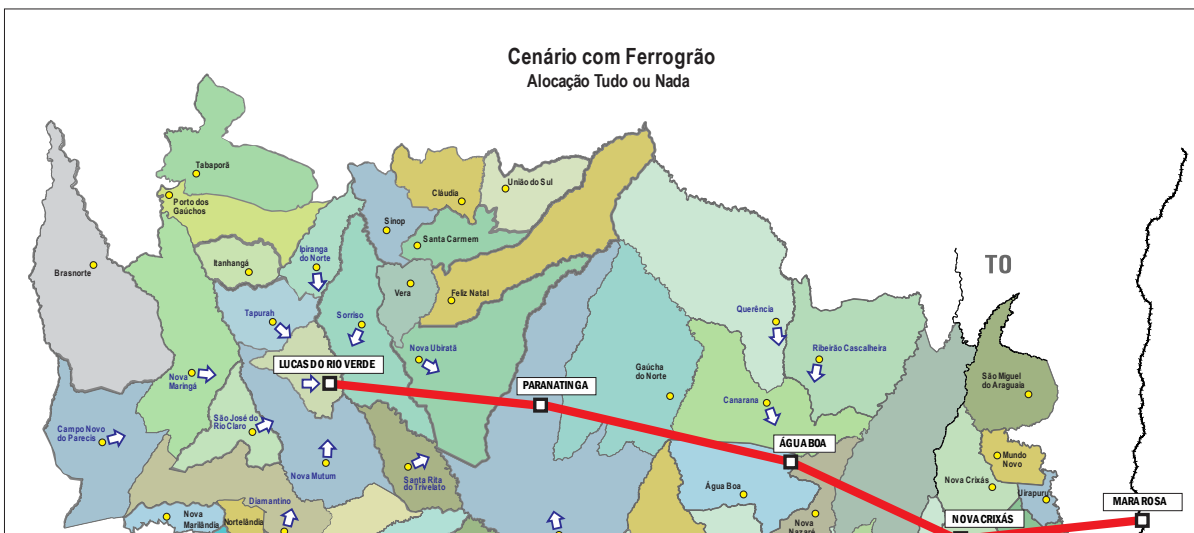 Cenário com Ferrogrão
Alocação Tudo ou Nada
Tabaporã
Porto dos
Gaúchos
Cláudia
União do Sul
Sinop
Santa Carmem
Brasnorte
Itanhangá
Ipiranga
do Norte
Vera
Feliz Natal
TO
Tapurah
Sorriso
Querência
Nova Ubiratã
Ribeirão Cascalheira
LUCAS DO RIO VERDE
PARANATINGA
Gaúcha
do Norte
São Miguel
do Araguaia
Nova
Maringá
Canarana
São José do
Rio Claro
Campo Novo
do Parecis
ÁGUA BOA
Mundo
Novo
Nova Mutum
Santa Rita
do Trivelato
Água Boa
Nova Crixás
Uirapuru
Diamantino
MARA ROSA
Nova
Marilândia
Nortelândia
Nova
Nazaré
NOVA CRIXÁS